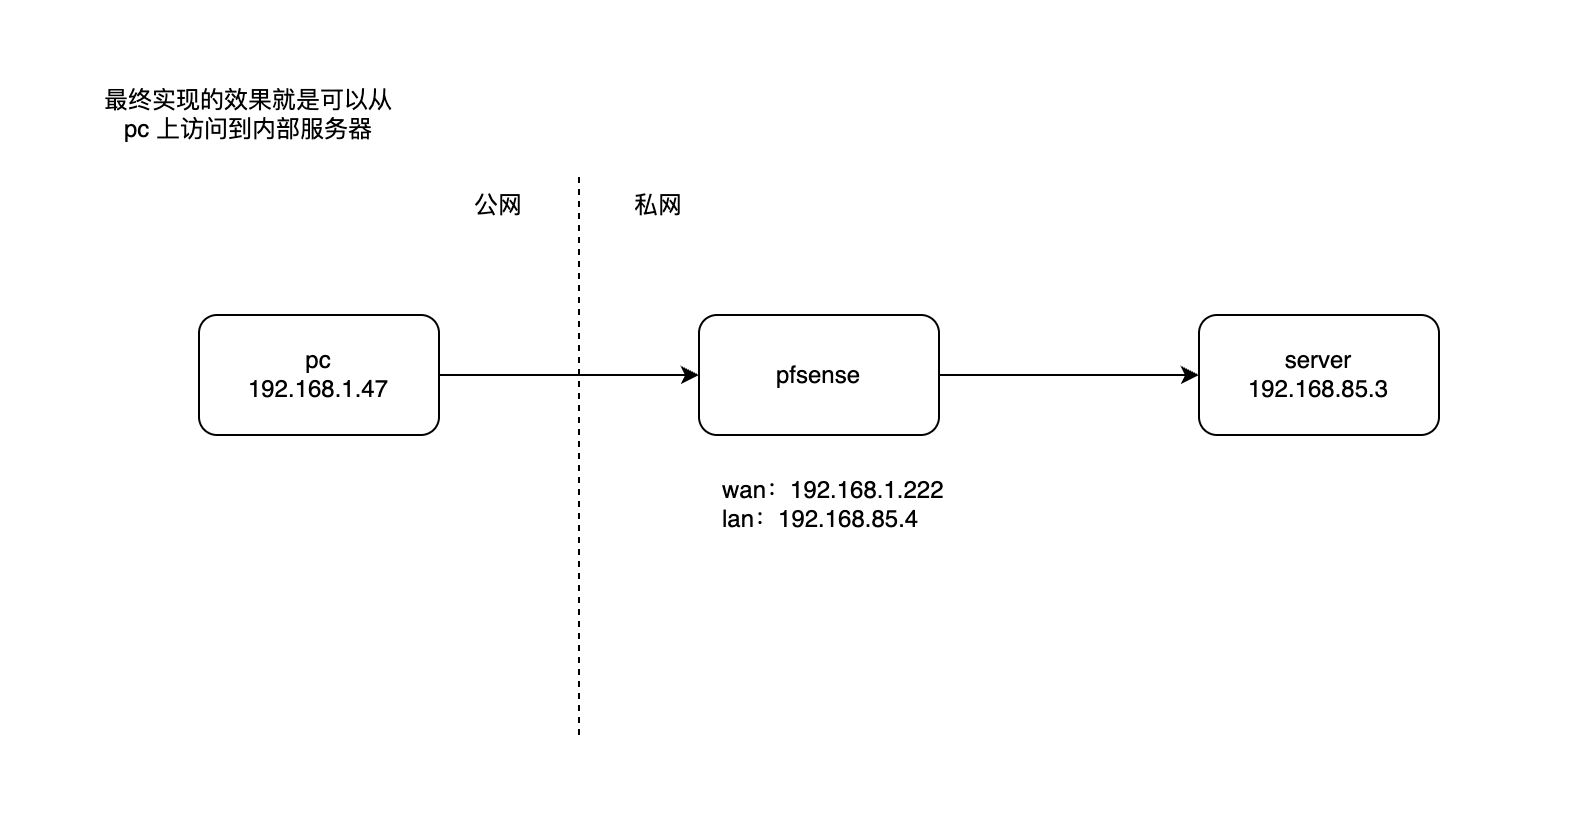 最终实现的效果就是可以从
pc 上访问到内部服务器
公网
私网
pc
192.168.1.47
pfsense
server
192.168.85.3
wan：192.168.1.222
lan：192.168.85.4